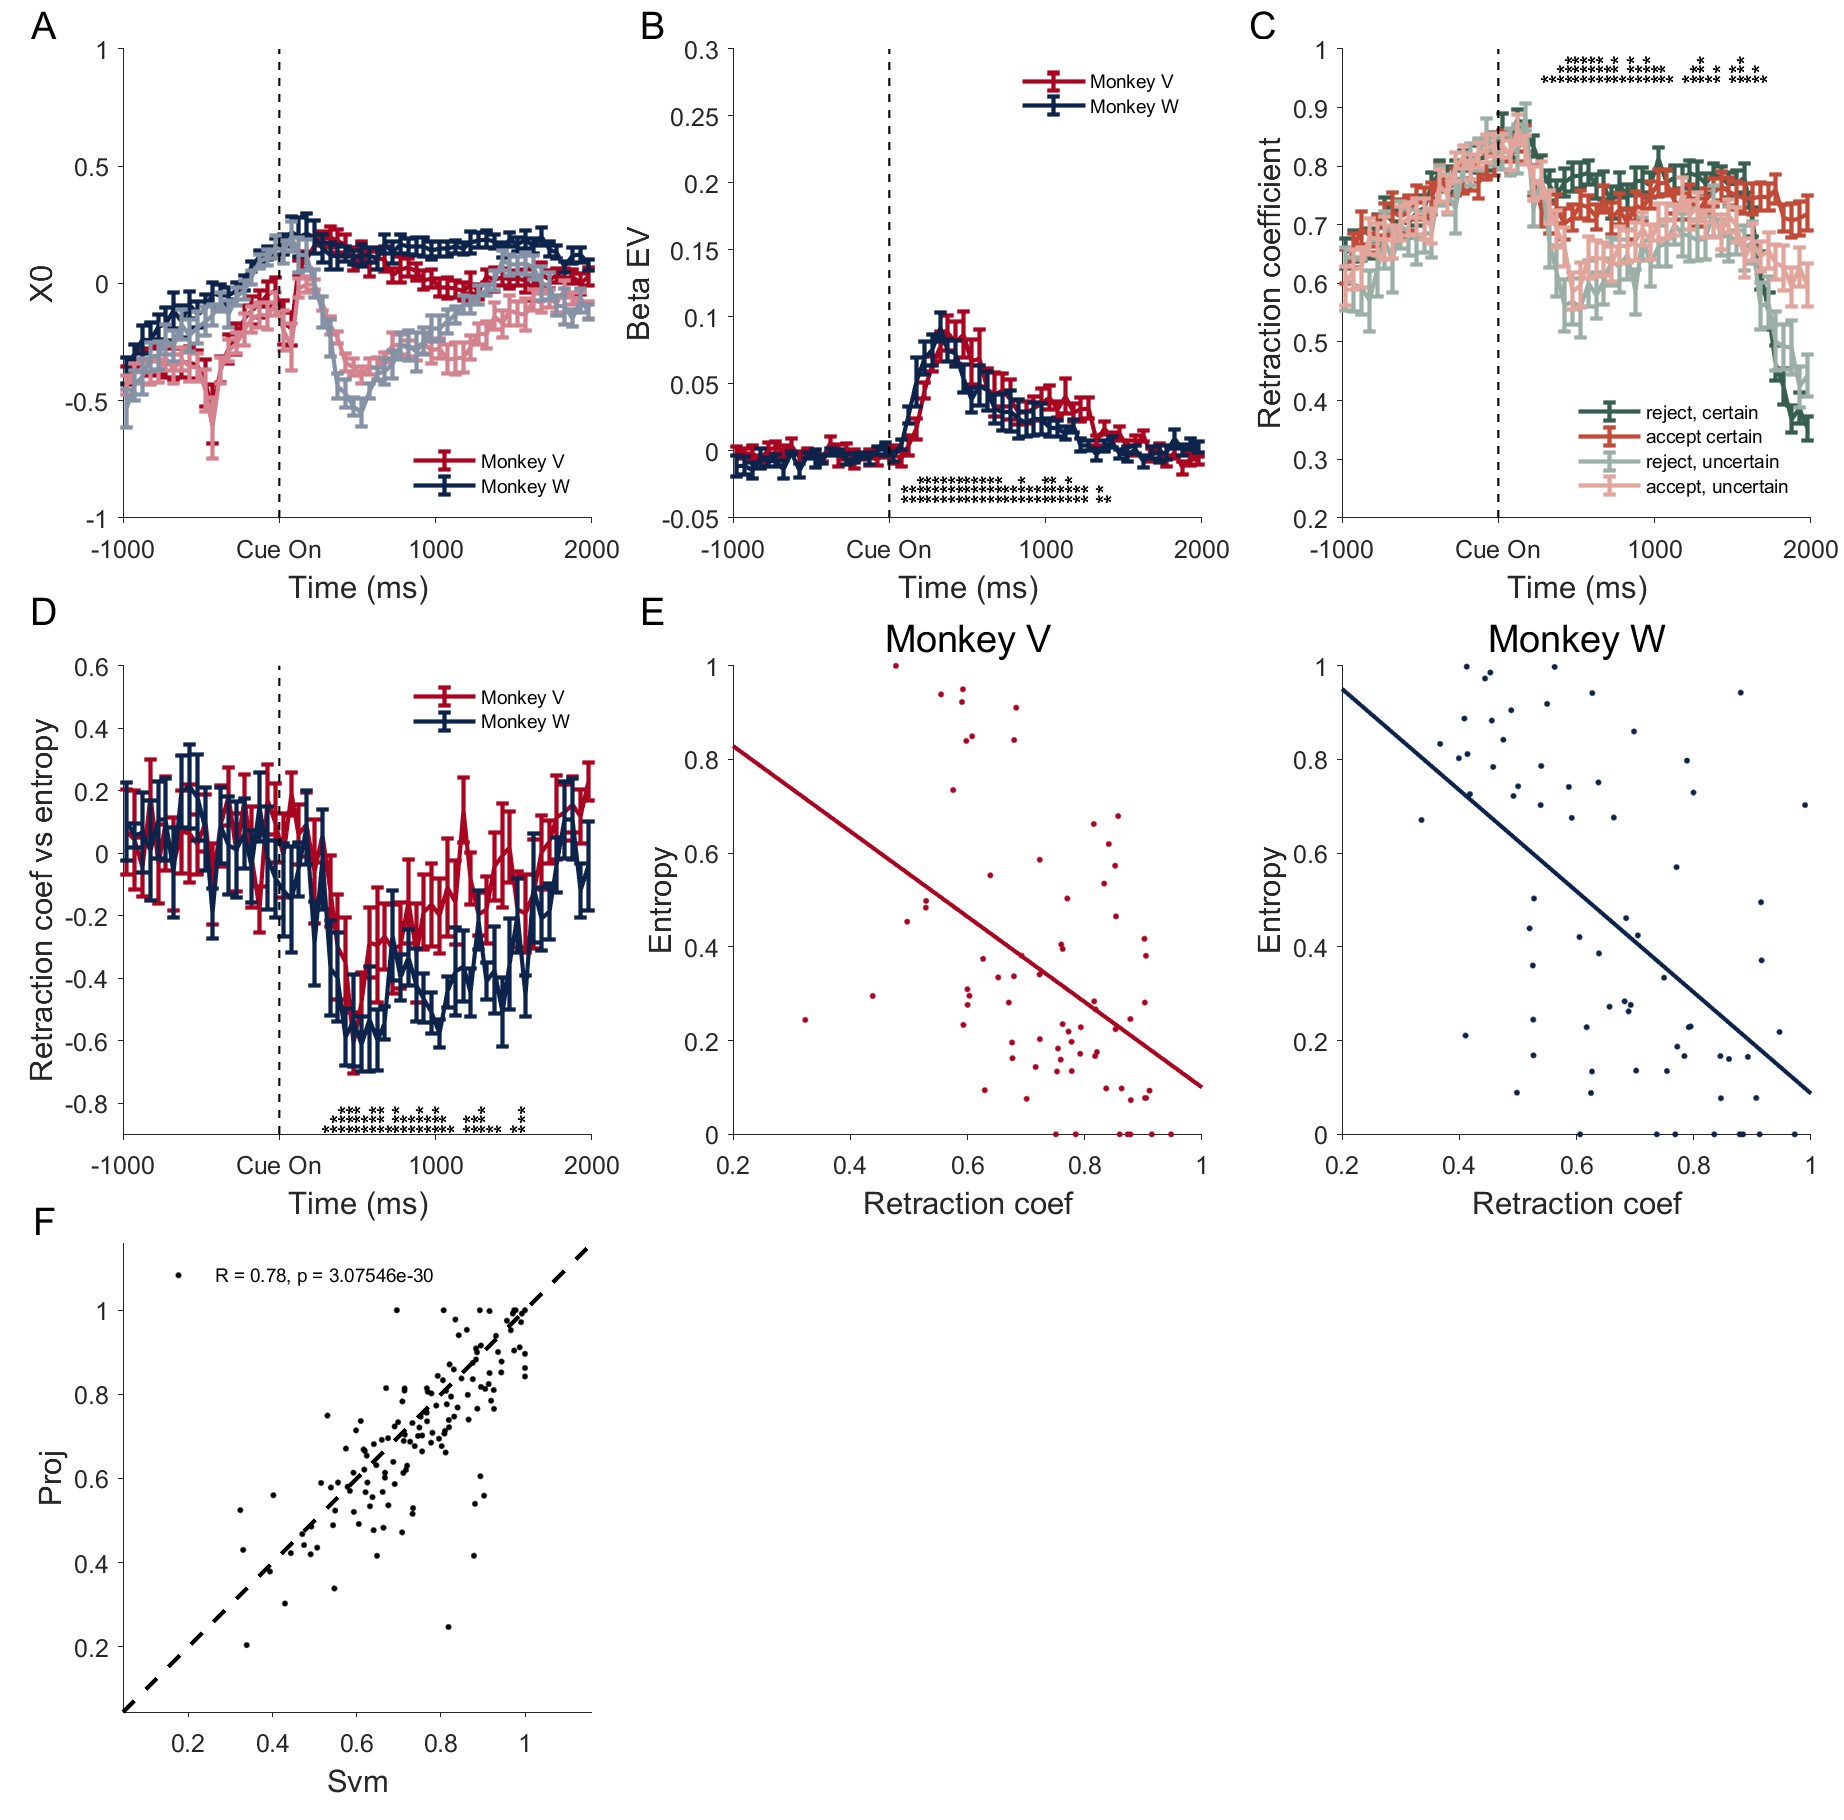 A
1
0.5
0
-0.5
-1
X0
Monkey V
Monkey W
-1000 Cue On 1000 2000
Time (ms)
B
0.3
0.25
0.2
0.15
0.1
0.05
0
-0.05
Beta EV
Monkey V
Monkey W
-1000 Cue On 1000 2000
Time (ms)
C
1
0.9
0.8
0.7
0.6
0.5
0.4
0.3
0.2
Retraction coefficient
reject, certain
accept certain
reject, uncertain
accept, uncertain
-1000 Cue On 1000 2000
Time (ms)
D
0.6
0.4
0.2
0
-0.2
-0.4
-0.6
-0.8
Retraction coef vs entropy
Monkey V
Monkey W
-1000 Cue On 1000 2000
Time (ms)
E
Monkey V
1
0.8
0.6
0.4
0.2
0
Entropy
0.2 0.4 0.6 0.8 1
Retraction coef
Monkey W
1
0.8
0.6
0.4
0.2
0
Entropy
0.2 0.4 0.6 0.8 1
Retraction coef
F
R = 0.78, p = 3.07546e-30
1
0.8
0.6
0.4
0.2
Proj
0.2 0.4 0.6 0.8 1
Svm